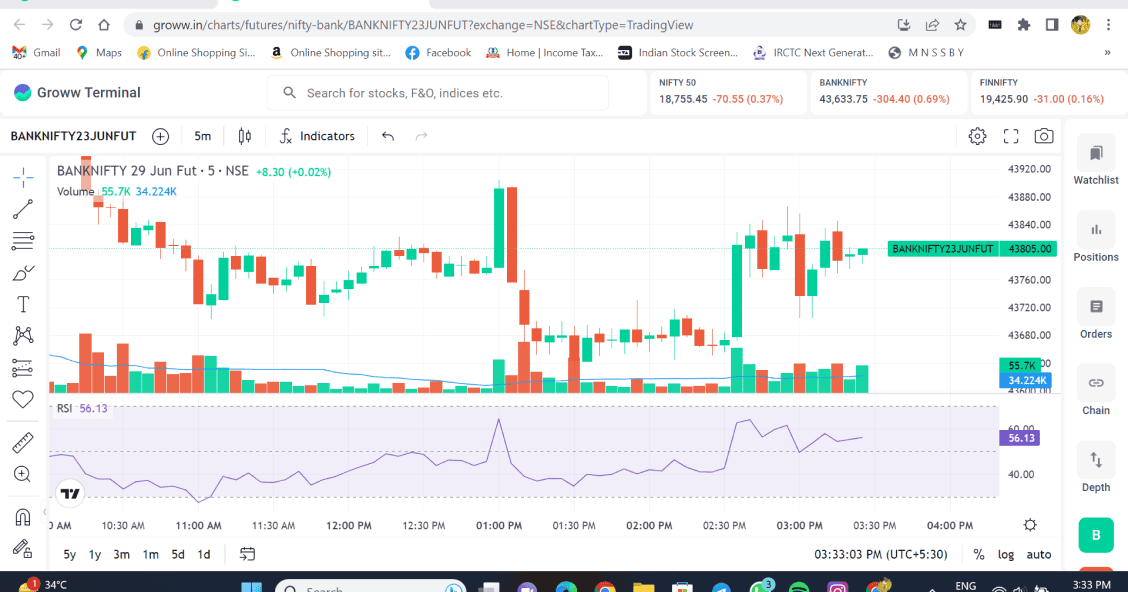 groww.in/charts/futures/nifty-bank/BANKNIFTY23JUNFUT?exchange=NSE&chartType=TradingView
Gmail Maps Online Shopping Si... Online Shopping sit... Facebook Home | Income Tax... Indian Stock Screen... IRCTC Next Generat... M N S S B Y »
Groww Terminal
Search for stocks, F&O, indices etc.
NIFTY 50
18,755.45 -70.55 (0.37%)
BANKNIFTY
43,633.75 -304.40 (0.69%)
FINNIFTY
19,425.90 -31.00 (0.16%)
BANKNIFTY23JUNFUT 5m Indicators
BANKNIFTY 29 Jun Fut · 5 · NSE +8.30 (+0.02%)
Volume 55.7K 34.224K
43920.00
43880.00
43840.00
BANKNIFTY23JUNFUT 43805.00
43760.00
43720.00
43680.00
55.7K
34.224K
43600.00
RSI 56.13
60.00
56.13
40.00
Watchlist
Positions
Orders
Chain
Depth
B
0 AM 10:30 AM 11:00 AM 11:30 AM 12:00 PM 12:30 PM 01:00 PM 01:30 PM 02:00 PM 02:30 PM 03:00 PM 03:30 PM 04:00 PM
5y 1y 3m 1m 5d 1d 03:33:03 PM (UTC+5:30) % log auto
1 34°C Search 3 ENG 3:33 PM